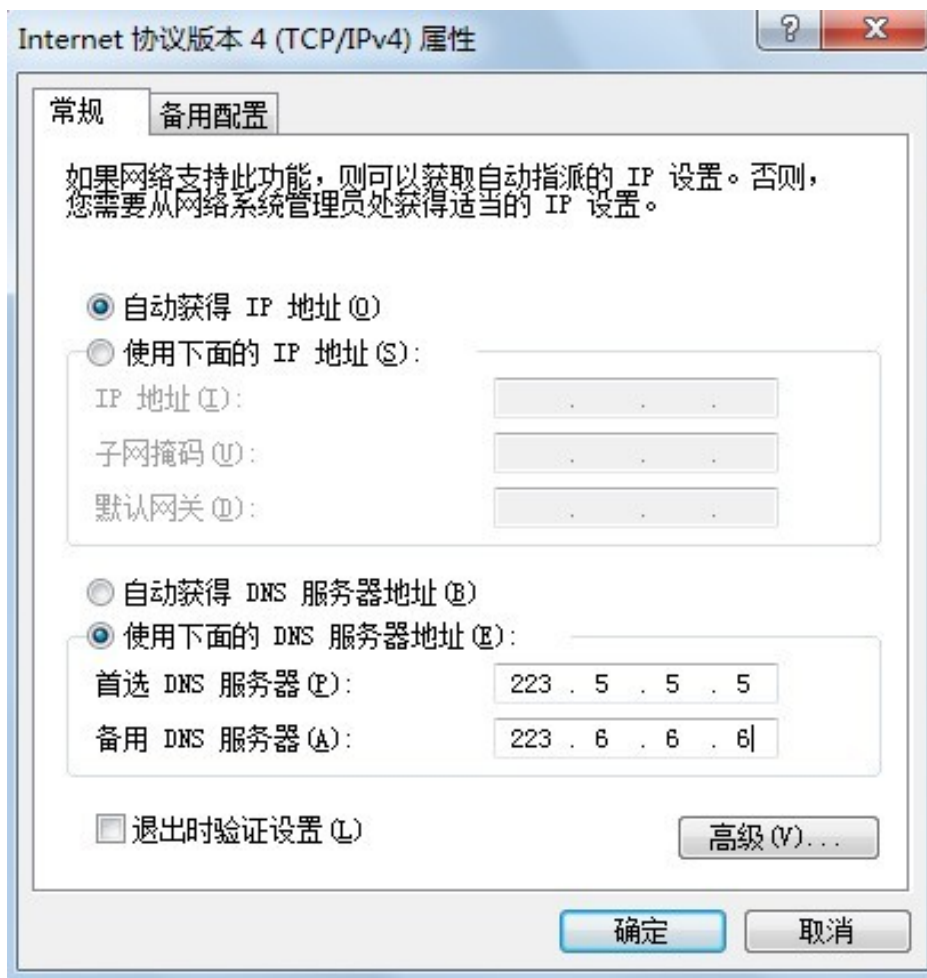 Internet 协议版本 4 (TCP/IPv4) 属性
常规
备用配置
如果网络支持此功能，则可以获取自动指派的 IP 设置。否则，
您需要从网络系统管理员处获得适当的 IP 设置。
自动获得 IP 地址(O)
使用下面的 IP 地址(S):
IP 地址(I):
子网掩码(U):
默认网关(D):
自动获得 DNS 服务器地址(B)
使用下面的 DNS 服务器地址(E):
首选 DNS 服务器(P): 223 . 5 . 5 . 5
备用 DNS 服务器(A): 223 . 6 . 6 . 6
退出时验证设置(L)
高级(V)...
确定
取消